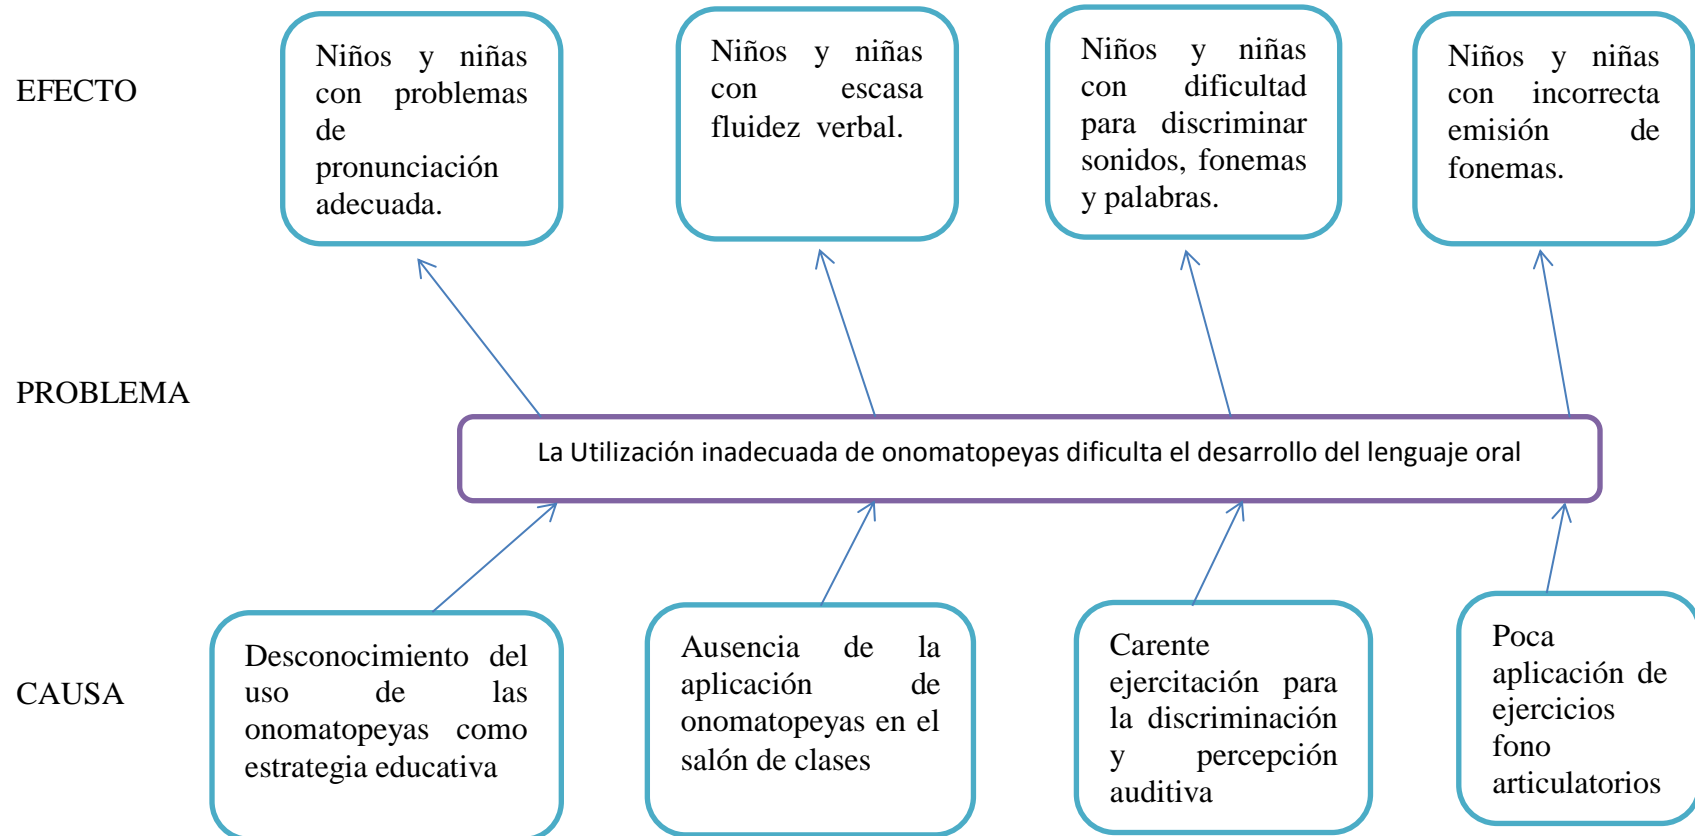 EFECTO
Niños y niñas
con problemas
de
pronunciación
adecuada.
Niños y niñas
con escasa
fluidez verbal.
Niños y niñas
con dificultad
para discriminar
sonidos, fonemas
y palabras.
Niños y niñas
con incorrecta
emisión de
fonemas.
PROBLEMA
La Utilización inadecuada de onomatopeyas dificulta el desarrollo del lenguaje oral
CAUSA
Desconocimiento del
uso de las
onomatopeyas como
estrategia educativa
Ausencia de la
aplicación de
onomatopeyas en el
salón de clases
Carente
ejercitación para
la discriminación
y percepción
auditiva
Poca
aplicación de
ejercicios
fono
articulatorios